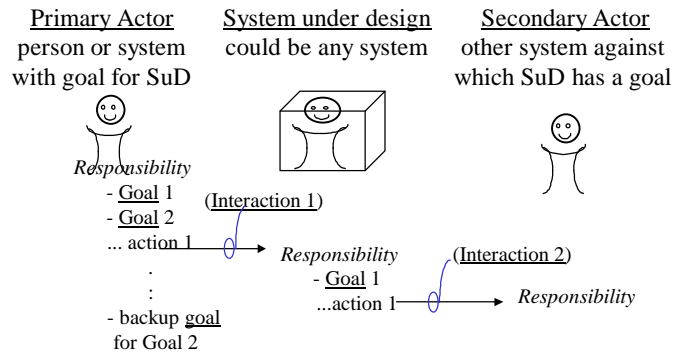 Primary Actor
person or system
with goal for SuD
System under design
could be any system
Secondary Actor
other system against
which SuD has a goal
Responsibility
- Goal 1
- Goal 2
... action 1
.
:
- backup goal
for Goal 2
(Interaction 1)
Responsibility
- Goal 1
...action 1
(Interaction 2)
Responsibility